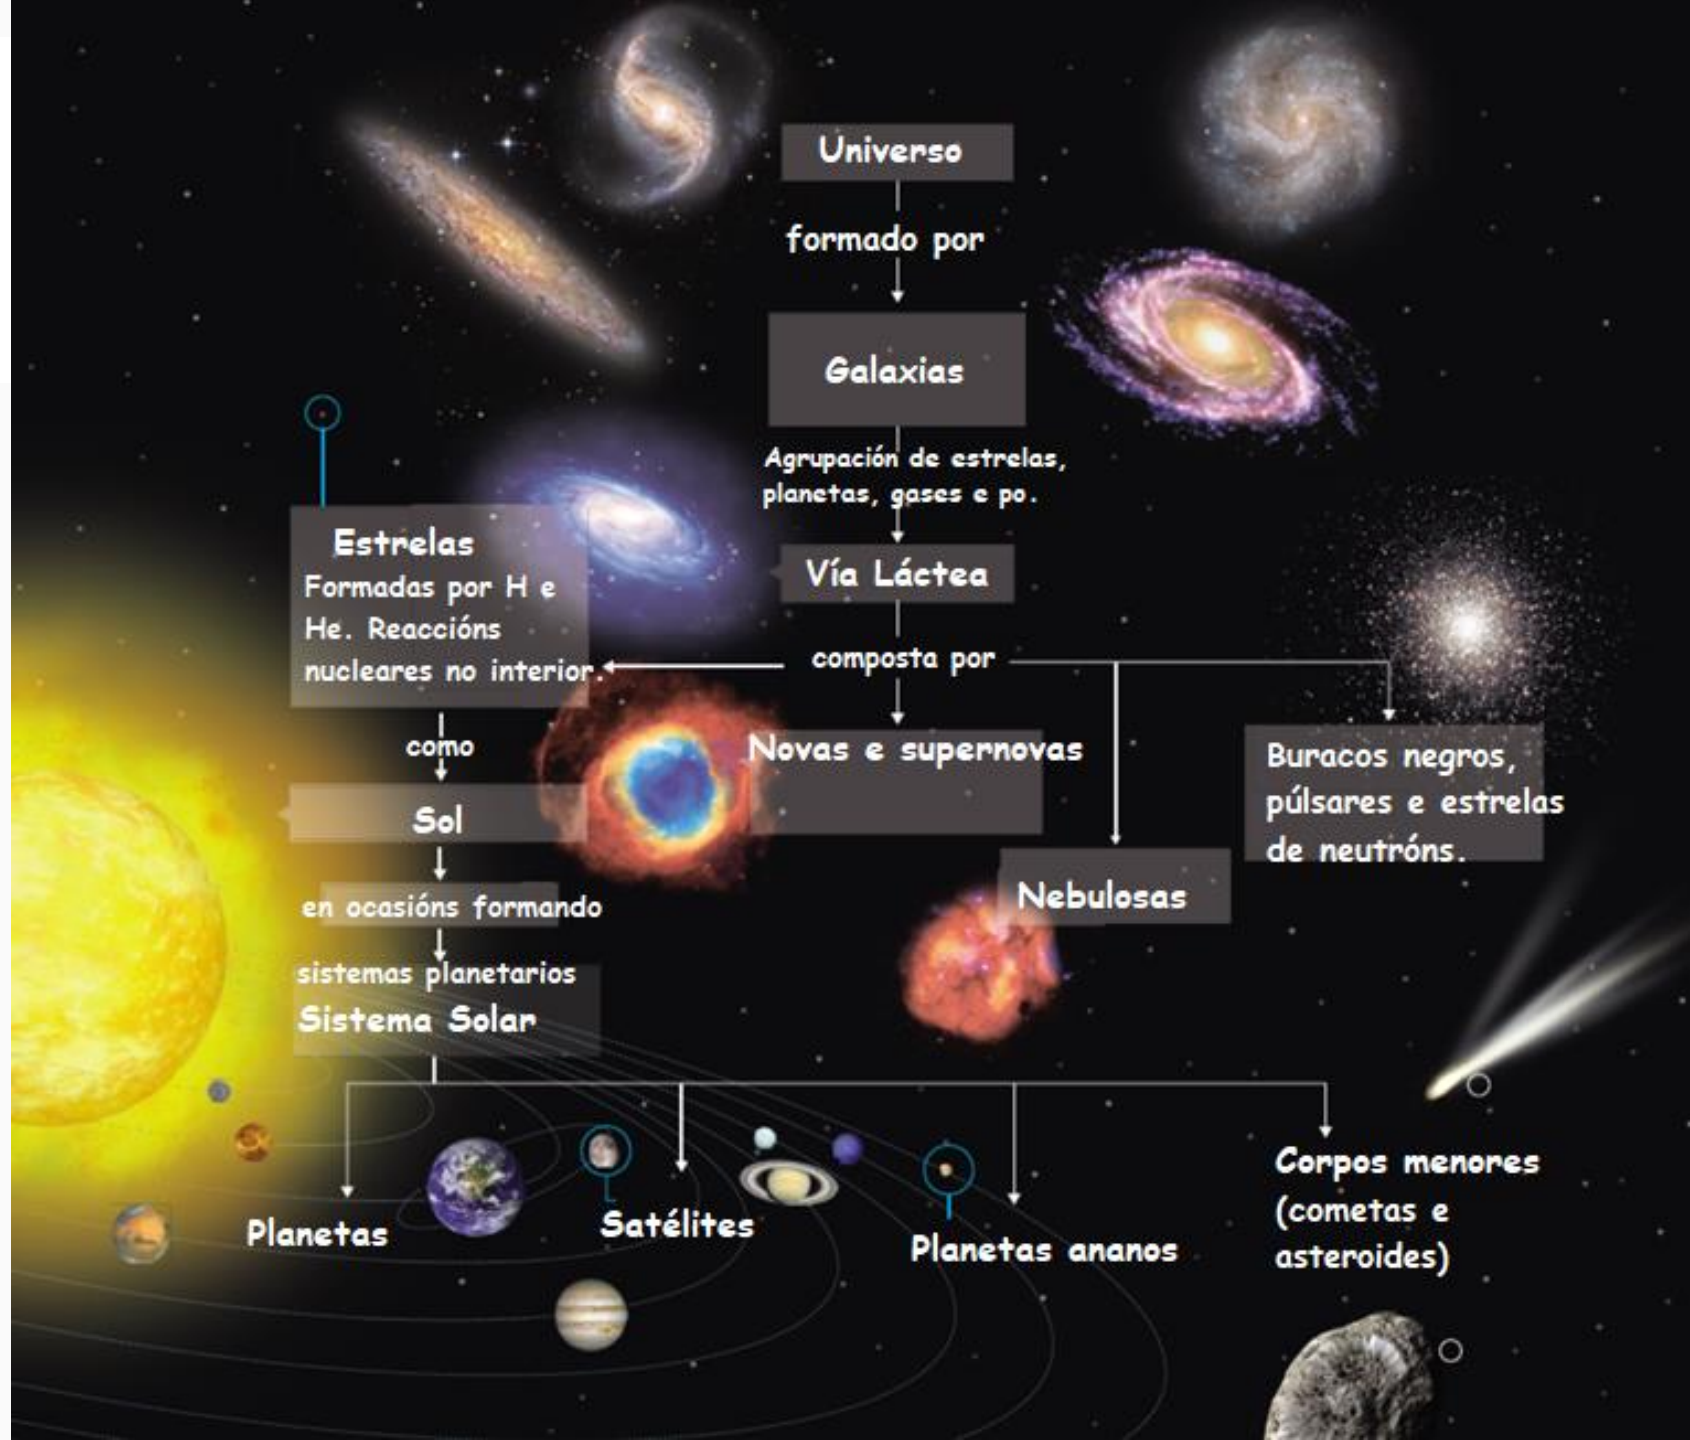 Universo
formado por
Galaxias
Agrupación de estrelas,
planetas, gases e po.
Vía Láctea
composta por
Estrelas
Formadas por H e
He. Reaccións
nucleares no interior.
como
Sol
en ocasións formando
sistemas planetarios
Sistema Solar
Novas e supernovas
Nebulosas
Buracos negros,
púlsares e estrelas
de neutróns.
Planetas
Satélites
Planetas ananos
Corpos menores
(cometas e
asteroides)